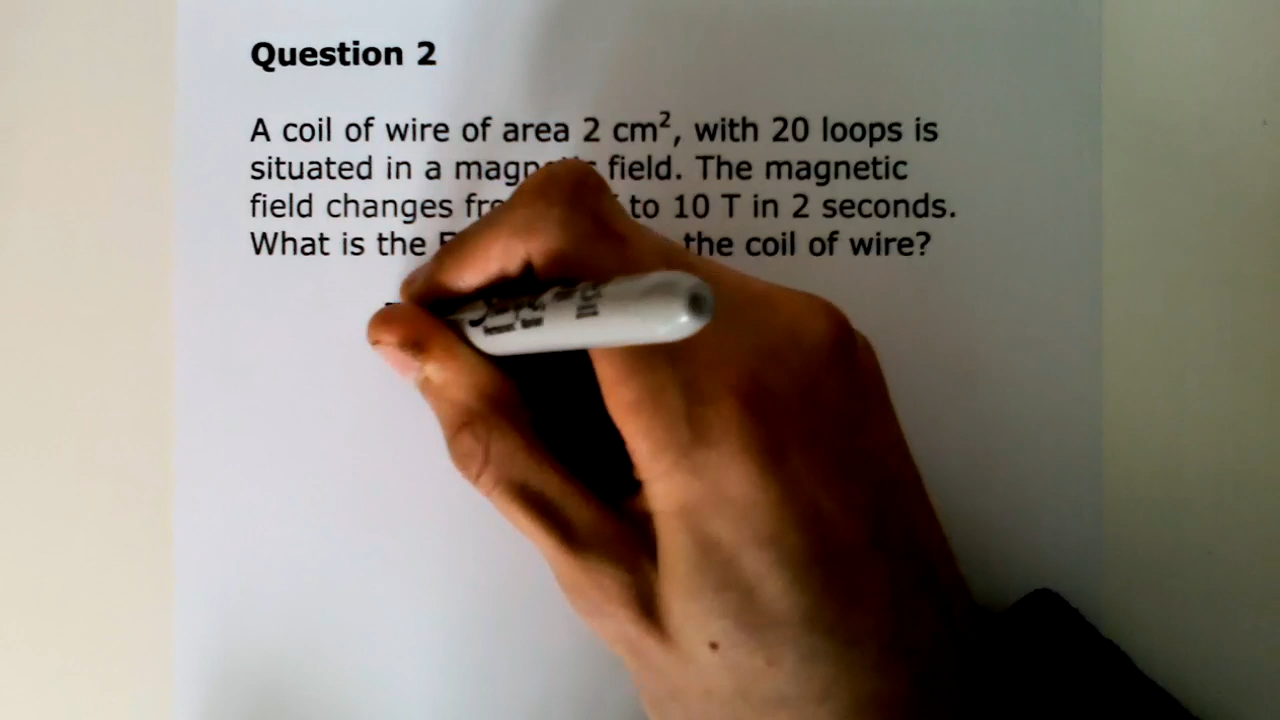 Question 2
A coil of wire of area 2 cm², with 20 loops is
situated in a field. The magnetic
field changes to 10 T in 2 seconds.
What is the the coil of wire?